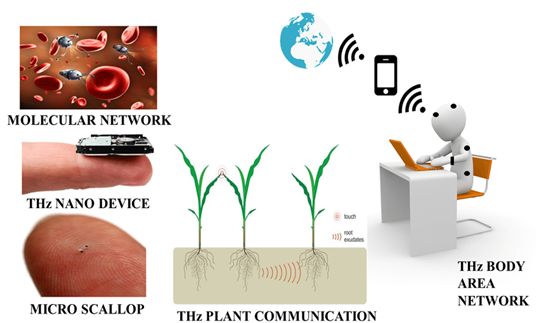 MOLECULAR NETWORK
THz NANO DEVICE
MICRO SCALLOP
touch
root
exudates
THz PLANT COMMUNICATION
THz BODY
AREA
NETWORK